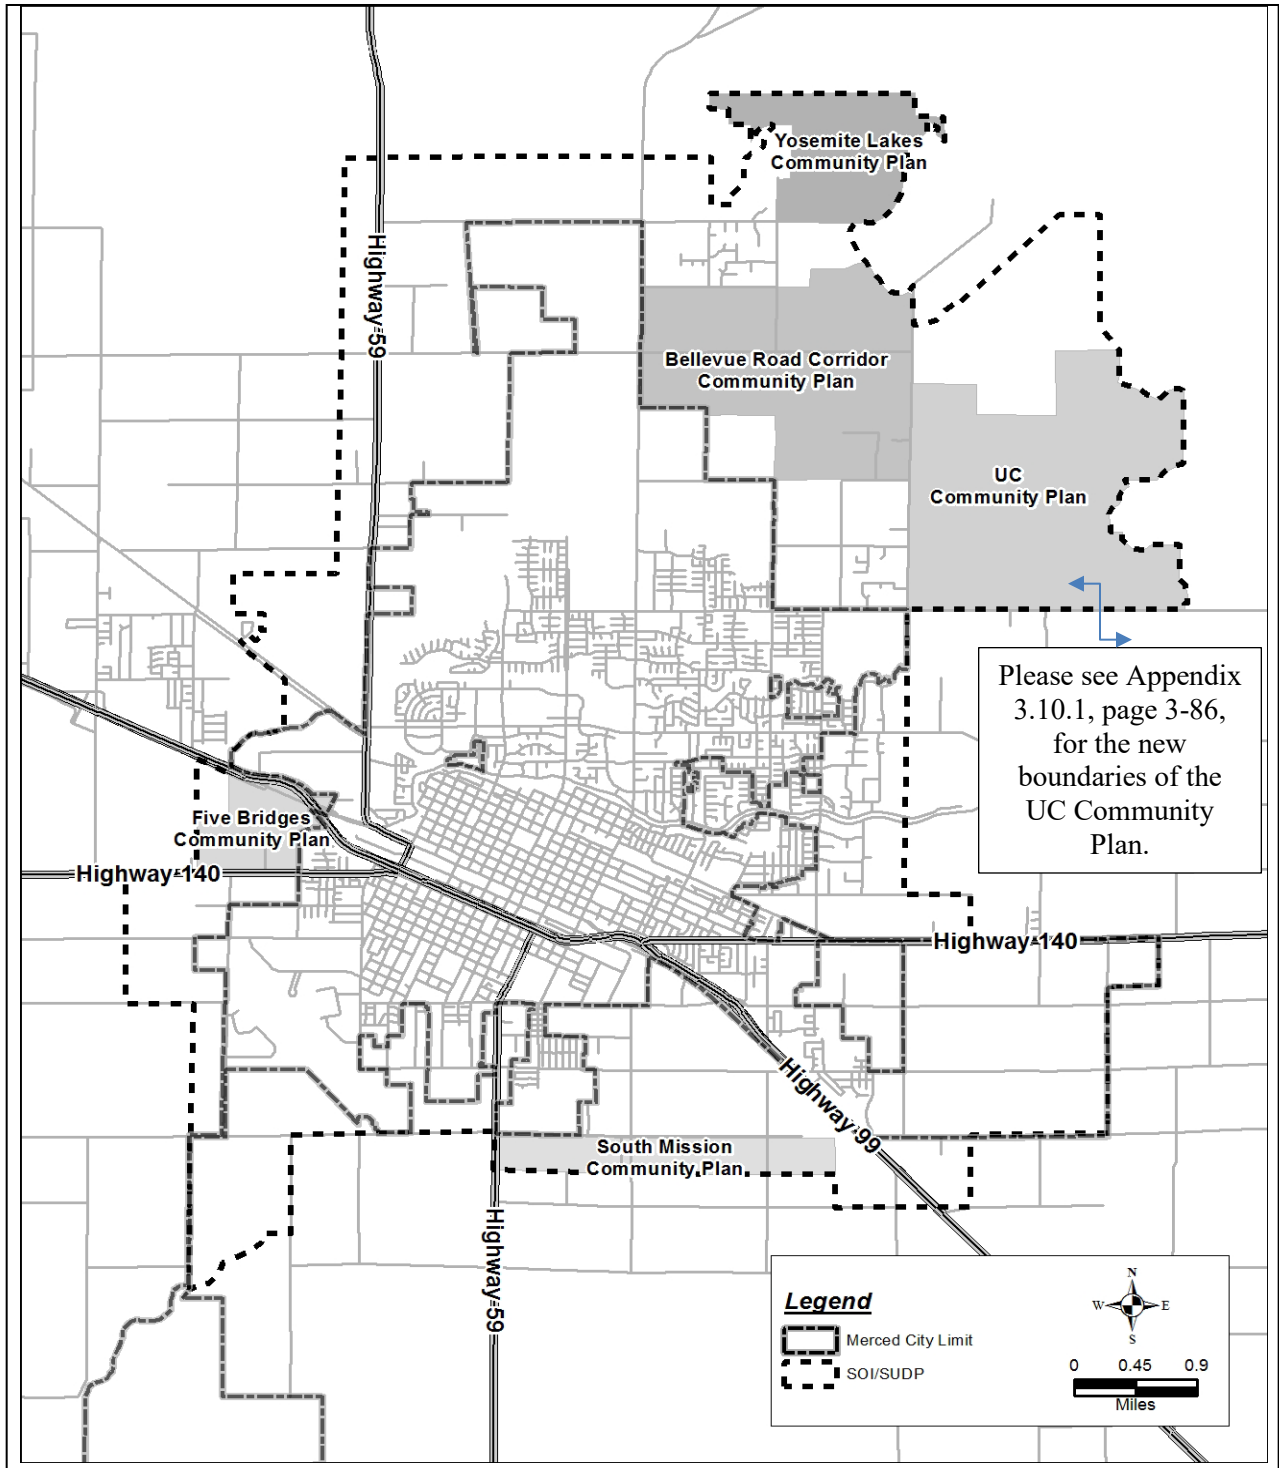 Yosemite Lakes
Community Plan
Highway 59
Bellevue Road Corridor
Community Plan
UC
Community Plan
Please see Appendix
3.10.1, page 3-86,
for the new
boundaries of the
UC Community
Plan.
Five Bridges
Community Plan
Highway 140
Highway 140
Highway 99
South Mission
Community Plan
Highway 59
Legend
Merced City Limit
SOI/SUDP
N
W E
S
0 0.45 0.9
Miles